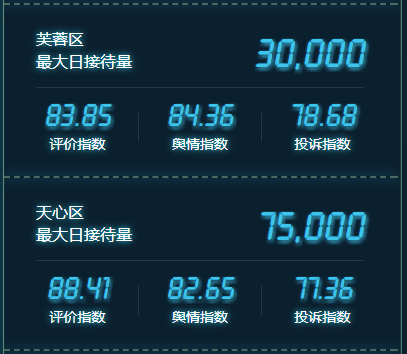 芙蓉区
最大日接待量
30,000
83.85 84.36 78.68
评价指数 舆情指数 投诉指数
天心区
最大日接待量
75,000
88.41 82.65 77.36
评价指数 舆情指数 投诉指数